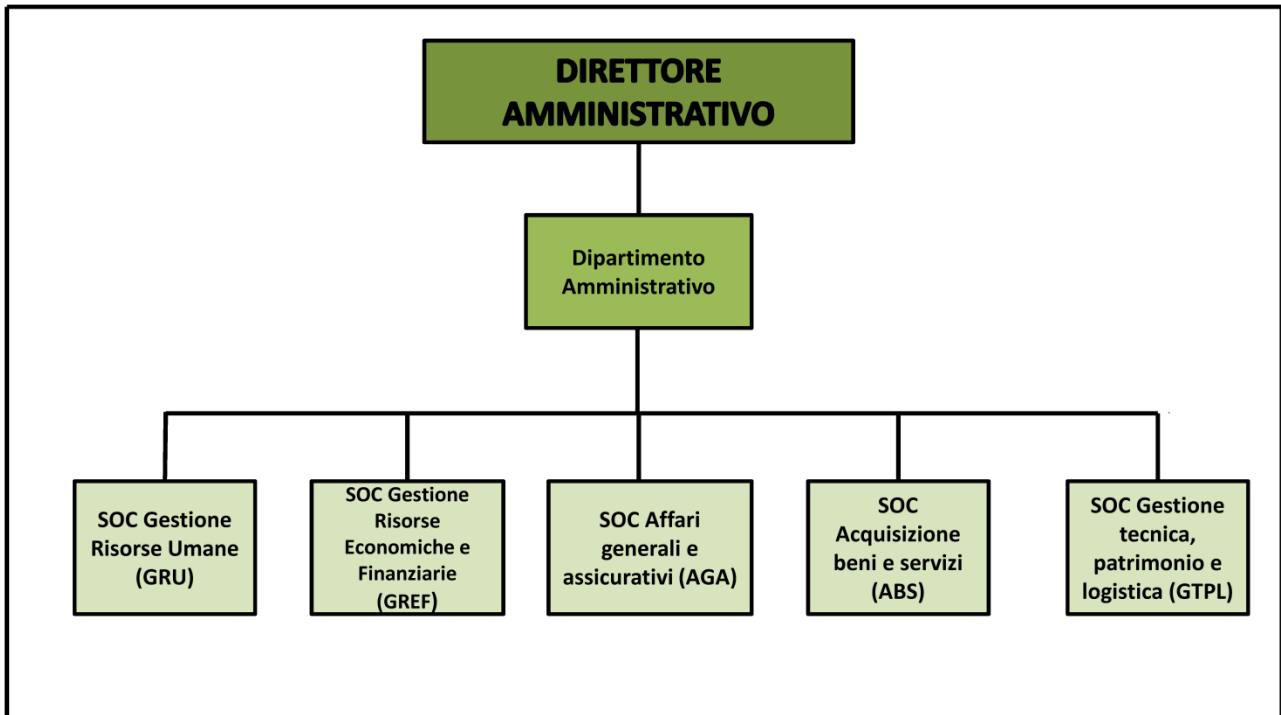 DIRETTORE
AMMINISTRATIVO
Dipartimento
Amministrativo
SOC Gestione
Risorse Umane
(GRU)
SOC Gestione
Risorse
Economiche e
Finanziarie
(GREF)
SOC Affari
generali e
assicurativi (AGA)
SOC
Acquisizione
beni e servizi
(ABS)
SOC Gestione
tecnica,
patrimonio e
logistica (GTPL)